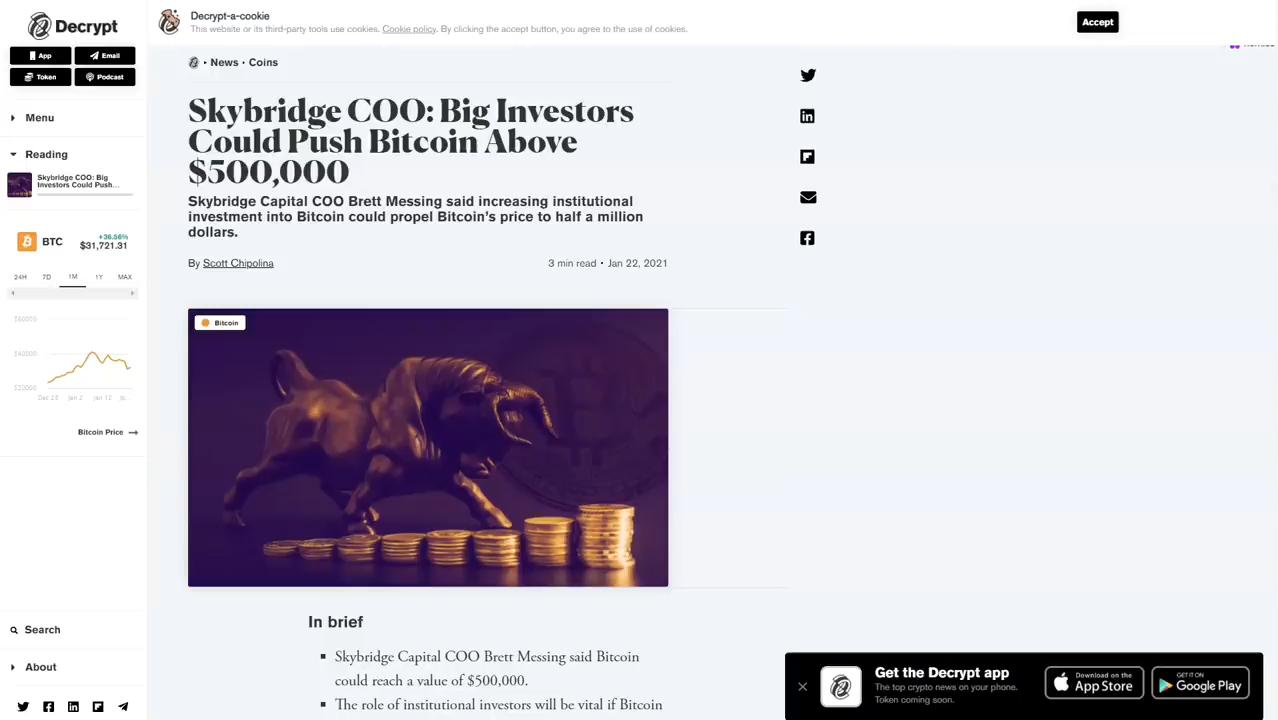 Decrypt
App
Email
Token
Podcast
Menu
Reading
Skybridge COO: Big
Investors Could Push...
BTC
+36.56%
$31,721.31
24H 7D 1M 1Y MAX
$60000
$40000
$20000
Jan 2 Jan 12
Bitcoin Price →
Search
About
Decrypt-a-cookie
This website or its third-party tools use cookies. Cookie policy. By clicking the accept button, you agree to the use of cookies.
Accept
• News • Coins
Skybridge COO: Big Investors
Could Push Bitcoin Above
$500,000
Skybridge Capital COO Brett Messing said increasing institutional
investment into Bitcoin could propel Bitcoin's price to half a million
dollars.
By Scott Chipolina
3 min read • Jan 22, 2021
Bitcoin
In brief
Skybridge Capital COO Brett Messing said Bitcoin
could reach a value of $500,000.
The role of institutional investors will be vital if Bitcoin
Get the Decrypt app
The top crypto news on your phone.
Token coming soon.
Download on the
App Store
GET IT ON
Google Play